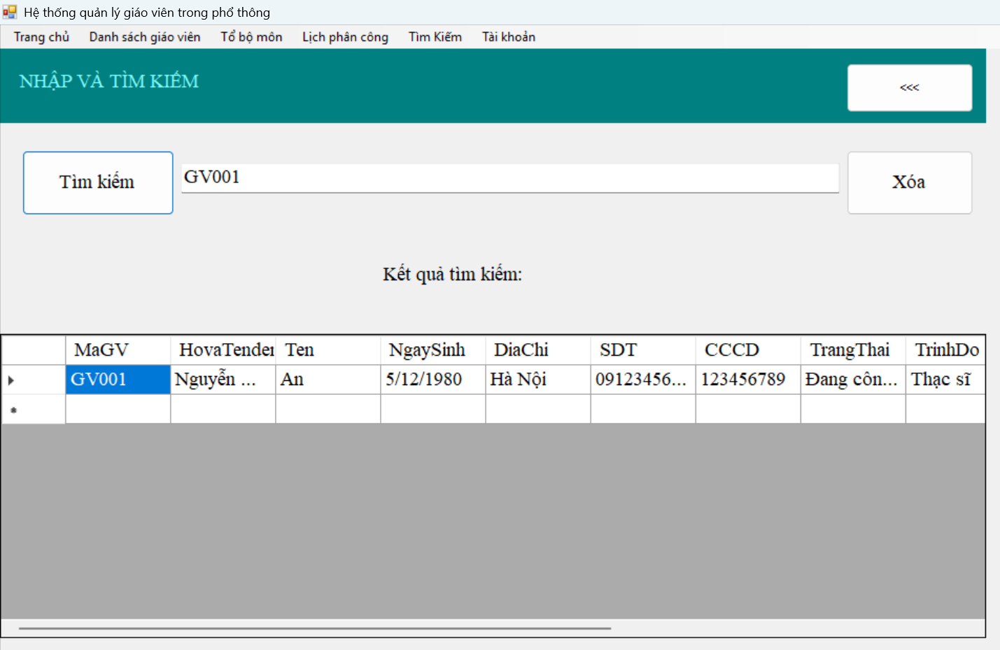 Hệ thống quản lý giáo viên trong phổ thông
Trang chủ Danh sách giáo viên Tổ bộ môn Lịch phân công Tìm Kiếm Tài khoản
NHẬP VÀ TÌM KIẾM <<<
Tìm kiếm GV001 Xóa
Kết quả tìm kiếm:
MaGV HovaTender Ten NgaySinh DiaChi SDT CCCD TrangThai TrinhDo
GV001 Nguyễn ... An 5/12/1980 Hà Nội 09123456... 123456789 Đang côn... Thạc sĩ